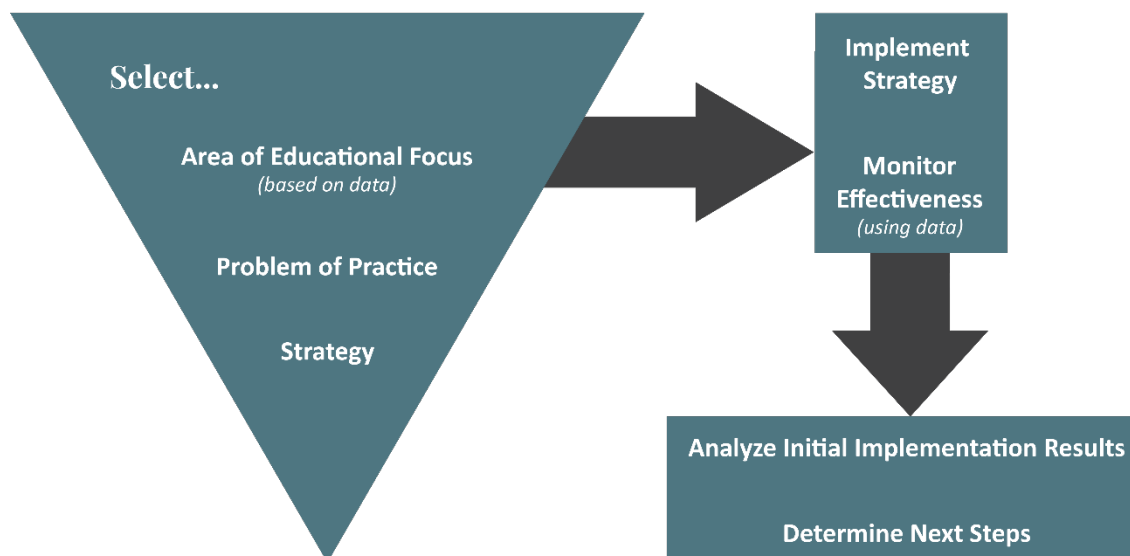 Select...
Area of Educational Focus
(based on data)
Problem of Practice
Strategy
Implement
Strategy
Monitor
Effectiveness
(using data)
Analyze Initial Implementation Results
Determine Next Steps